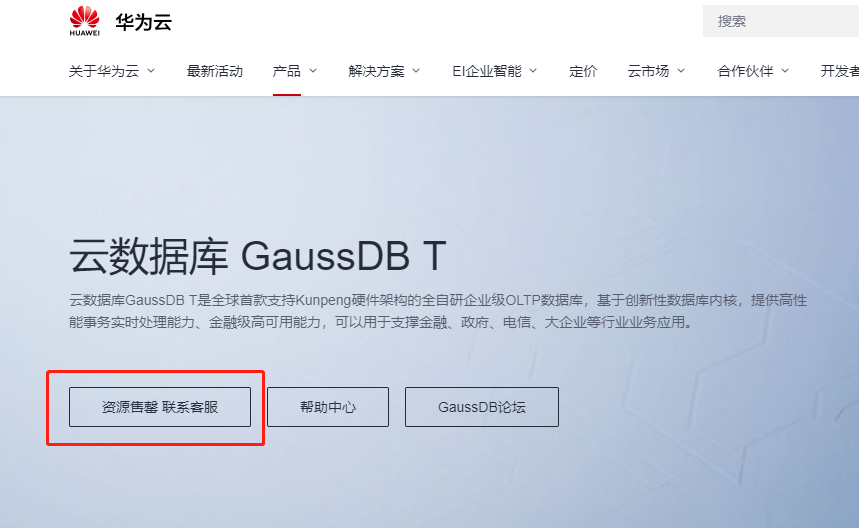 HUAWEI 华为云
搜索
关于华为云 最新活动 产品 解决方案 EI企业智能 定价 云市场 合作伙伴 开发者
云数据库 GaussDB T
云数据库GaussDB T是全球首款支持Kunpeng硬件架构的全自研企业级OLTP数据库，基于创新性数据库内核，提供高性
能事务实时处理能力、金融级高可用能力，可以用于支撑金融、政府、电信、大企业等行业业务应用。
资源售罄 联系客服 帮助中心 GaussDB论坛